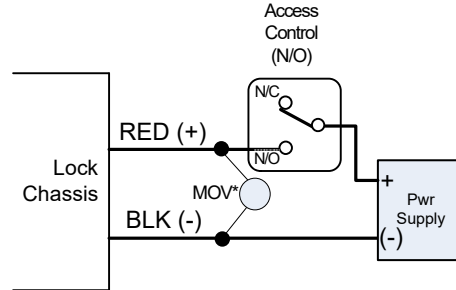 Access
Control
(N/O)
N/C
RED (+)
N/O
Lock
Chassis
MOV*
+
Pwr
Supply
BLK (-)
(-)